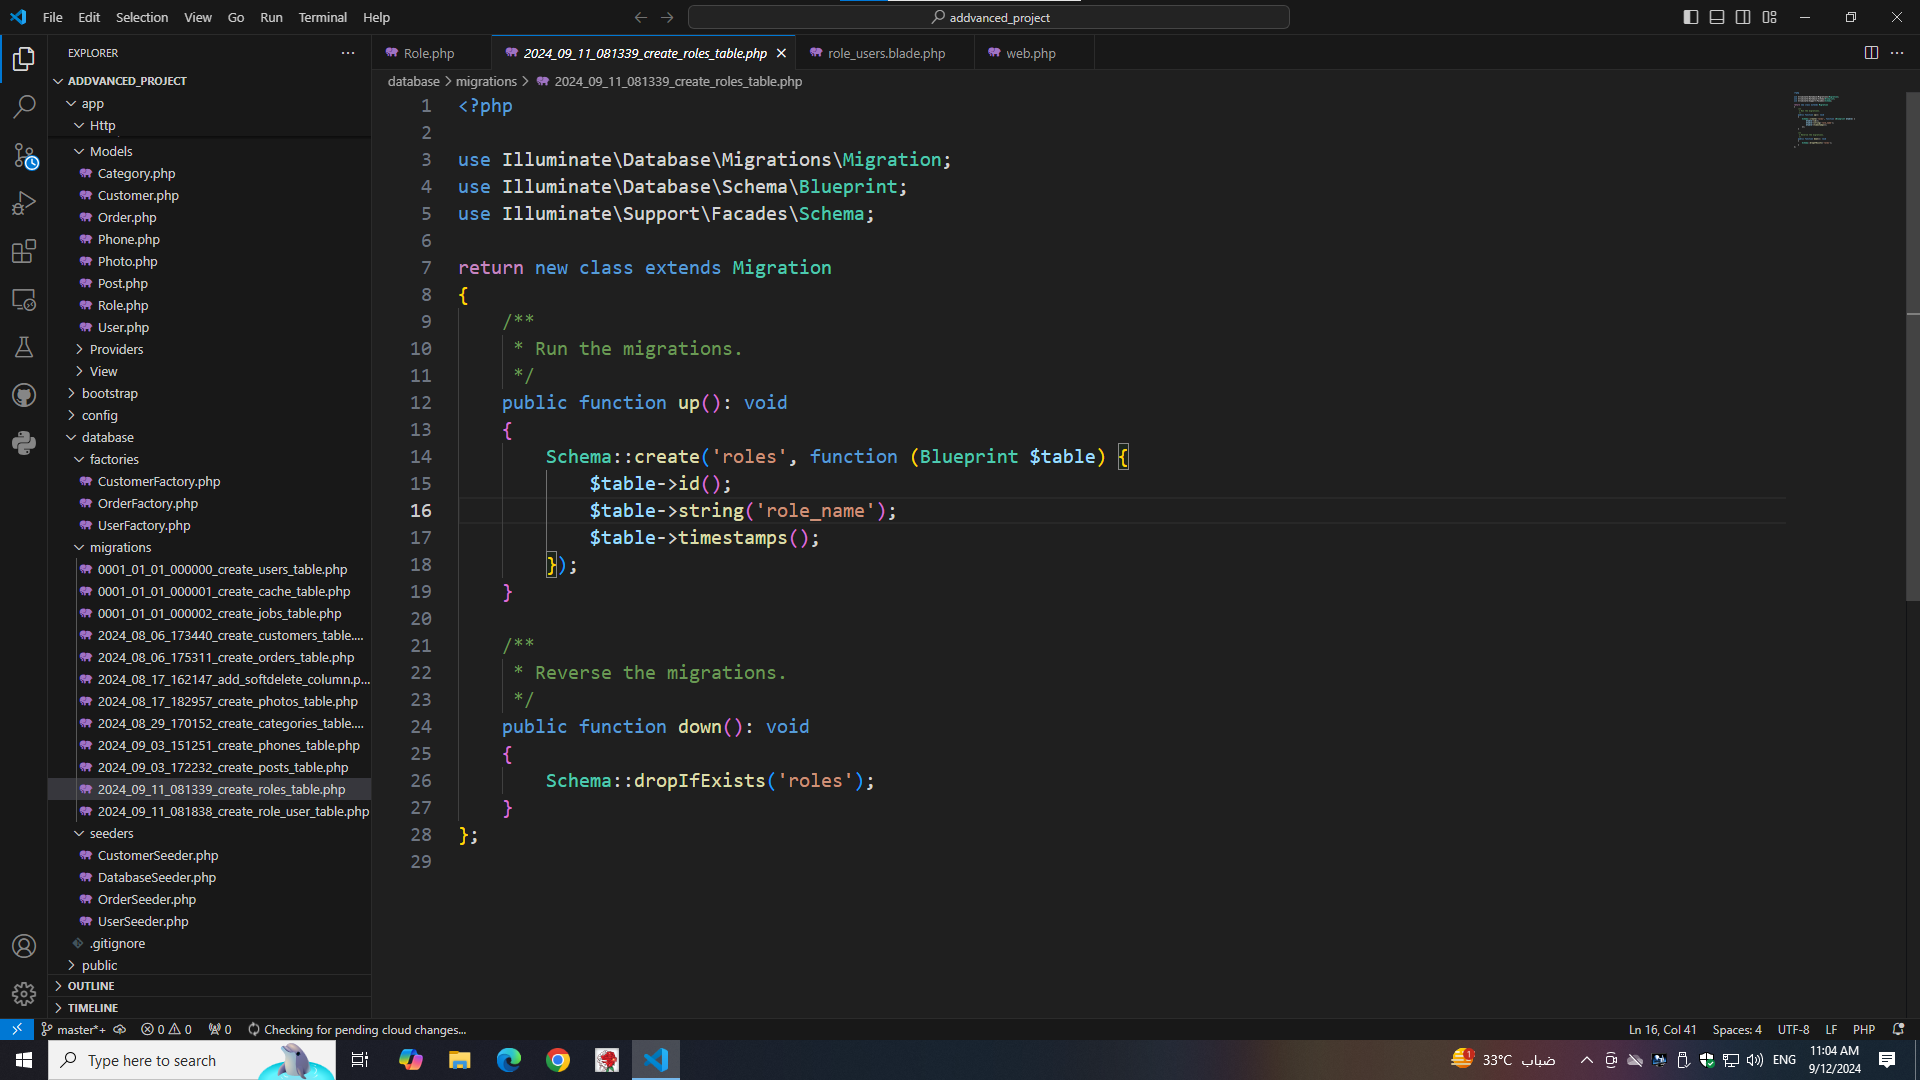 File Edit Selection View Go Run Terminal Help
addvanced_project
EXPLORER
ADDVANCED_PROJECT
app
Http
Models
Category.php
Customer.php
Order.php
Phone.php
Photo.php
Post.php
Role.php
User.php
Providers
View
bootstrap
config
database
factories
CustomerFactory.php
OrderFactory.php
UserFactory.php
migrations
0001_01_01_000000_create_users_table.php
0001_01_01_000001_create_cache_table.php
0001_01_01_000002_create_jobs_table.php
2024_08_06_173440_create_customers_table....
2024_08_06_175311_create_orders_table.php
2024_08_17_162147_add_softdelete_column.p...
2024_08_17_182957_create_photos_table.php
2024_08_29_170152_create_categories_table....
2024_09_03_151251_create_phones_table.php
2024_09_03_172232_create_posts_table.php
2024_09_11_081339_create_roles_table.php
2024_09_11_081838_create_role_user_table.php
seeders
CustomerSeeder.php
DatabaseSeeder.php
OrderSeeder.php
UserSeeder.php
.gitignore
public
OUTLINE
TIMELINE
Role.php 2024_09_11_081339_create_roles_table.php role_users.blade.php web.php
database > migrations > 2024_09_11_081339_create_roles_table.php
1 <?php
2
3 use Illuminate\Database\Migrations\Migration;
4 use Illuminate\Database\Schema\Blueprint;
5 use Illuminate\Support\Facades\Schema;
6
7 return new class extends Migration
8 {
9 /**
10 * Run the migrations.
11 */
12 public function up(): void
13 {
14 Schema::create('roles', function (Blueprint $table) {
15 $table->id();
16 $table->string('role_name');
17 $table->timestamps();
18 });
19 }
20
21 /**
22 * Reverse the migrations.
23 */
24 public function down(): void
25 {
26 Schema::dropIfExists('roles');
27 }
28 };
29
master*+ 0 0 0 Checking for pending cloud changes... Ln 16, Col 41 Spaces: 4 UTF-8 LF PHP
Type here to search 1 33°C ضباب ENG 11:04 AM
9/12/2024